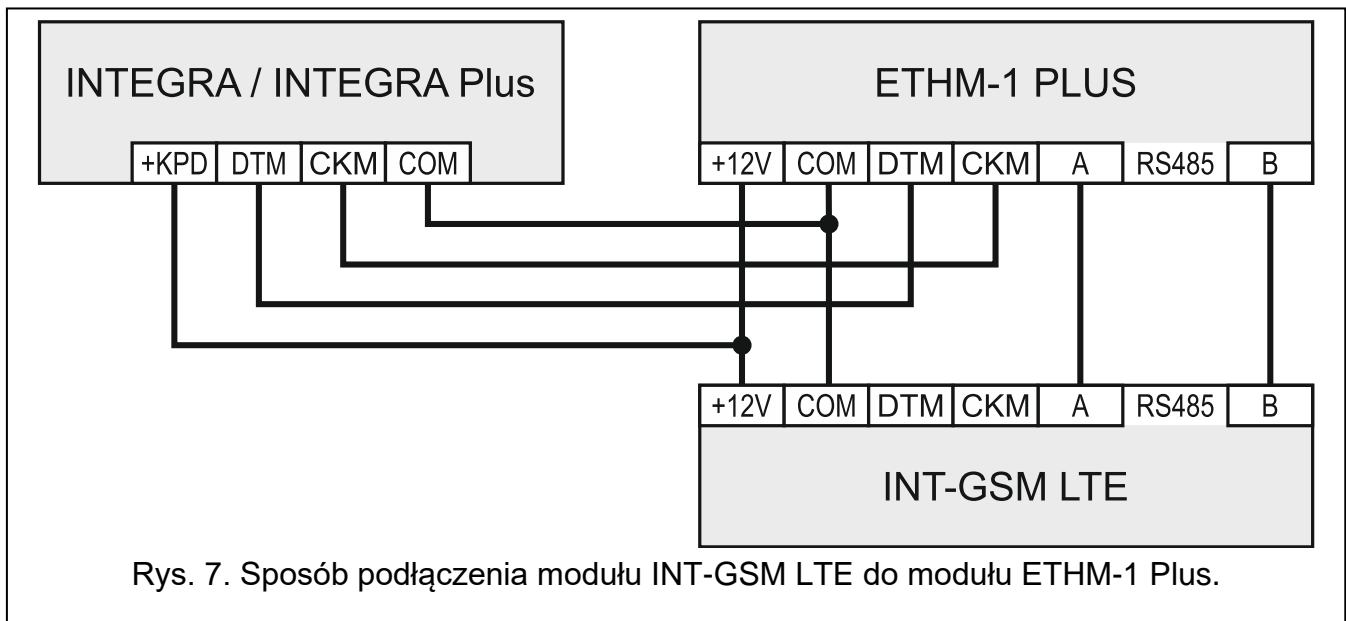 INTEGRA / INTEGRA Plus
+KPD DTM CKM COM
ETHM-1 PLUS
+12V COM DTM CKM A RS485 B
+12V COM DTM CKM A RS485 B
INT-GSM LTE
Rys. 7. Sposób podłączenia modułu INT-GSM LTE do modułu ETHM-1 Plus.